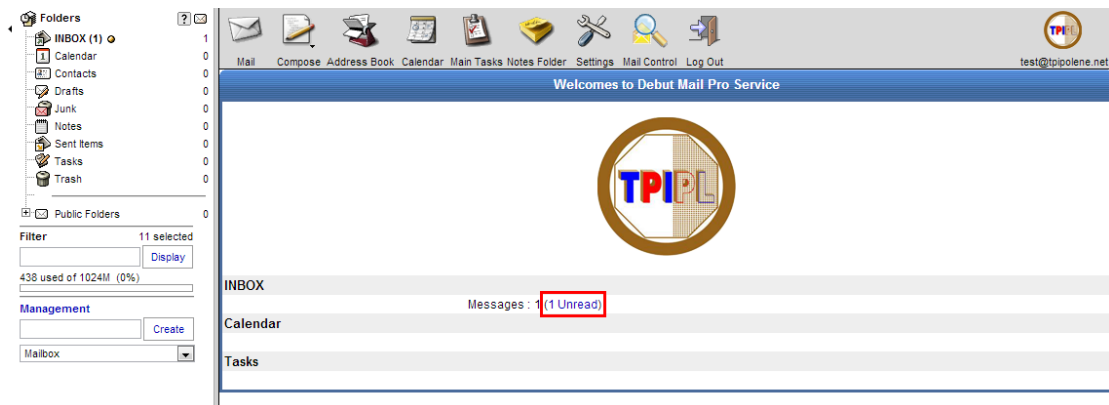 Folders
INBOX (1) 1
Calendar 0
Contacts 0
Drafts 0
Junk 0
Notes 0
Sent Items 0
Tasks 0
Trash 0
Public Folders 0
Filter 11 selected
Display
438 used of 1024M (0%)
Management
Create
Mailbox
Mail Compose Address Book Calendar Main Tasks Notes Folder Settings Mail Control Log Out
test@tpipolene.net
Welcomes to Debut Mail Pro Service
TPIPL
INBOX
Messages : 1 (1 Unread)
Calendar
Tasks